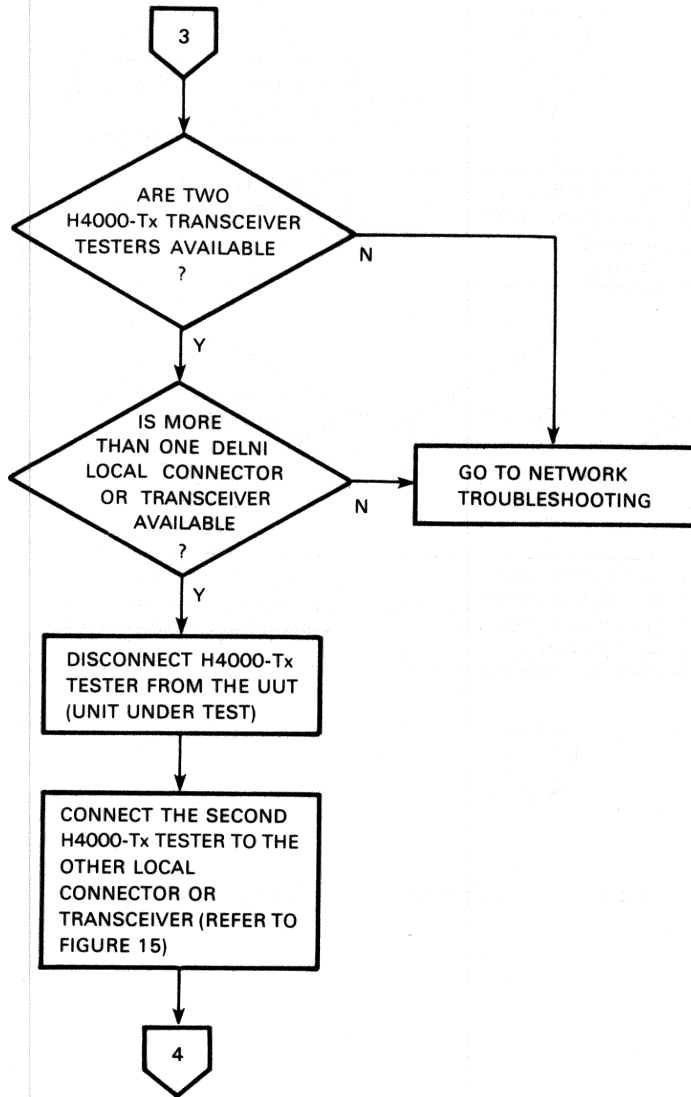 3
ARE TWO
H4000-Tx TRANSCEIVER
TESTERS AVAILABLE
?
N
Y
IS MORE
THAN ONE DELNI
LOCAL CONNECTOR
OR TRANSCEIVER
AVAILABLE
?
N
GO TO NETWORK
TROUBLESHOOTING
Y
DISCONNECT H4000-Tx
TESTER FROM THE UUT
(UNIT UNDER TEST)
CONNECT THE SECOND
H4000-Tx TESTER TO THE
OTHER LOCAL
CONNECTOR OR
TRANSCEIVER (REFER TO
FIGURE 15)
4